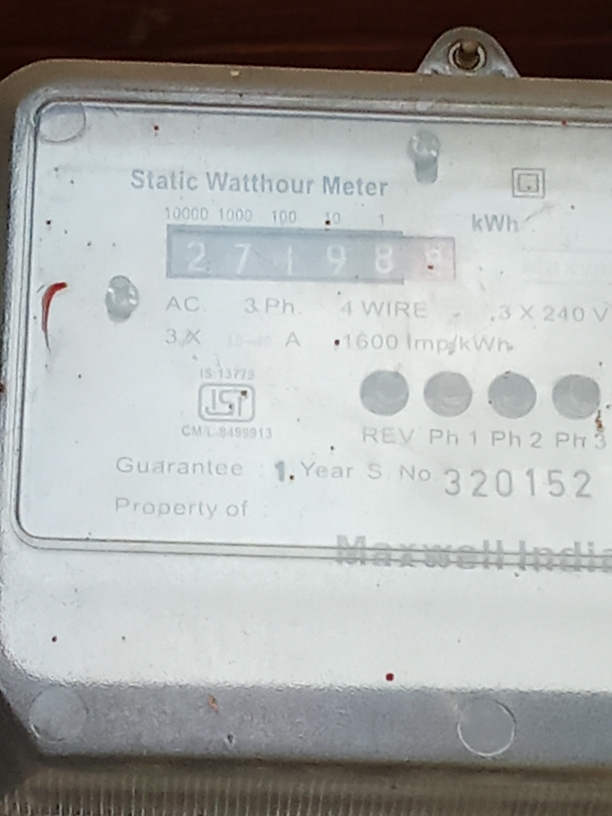 Static Watthour Meter
10000 1000 100 10 1 kWh
2 7 1 9 8
AC. 3 Ph. 4 WIRE 3 X 240 V
3 X A 1600 Imp/kWh
IS:13779
ISI
CM/L-8496913
REV Ph 1 Ph 2 Ph 3
Guarantee : 1. Year S. No. 320152
Property of :
Maxwell India